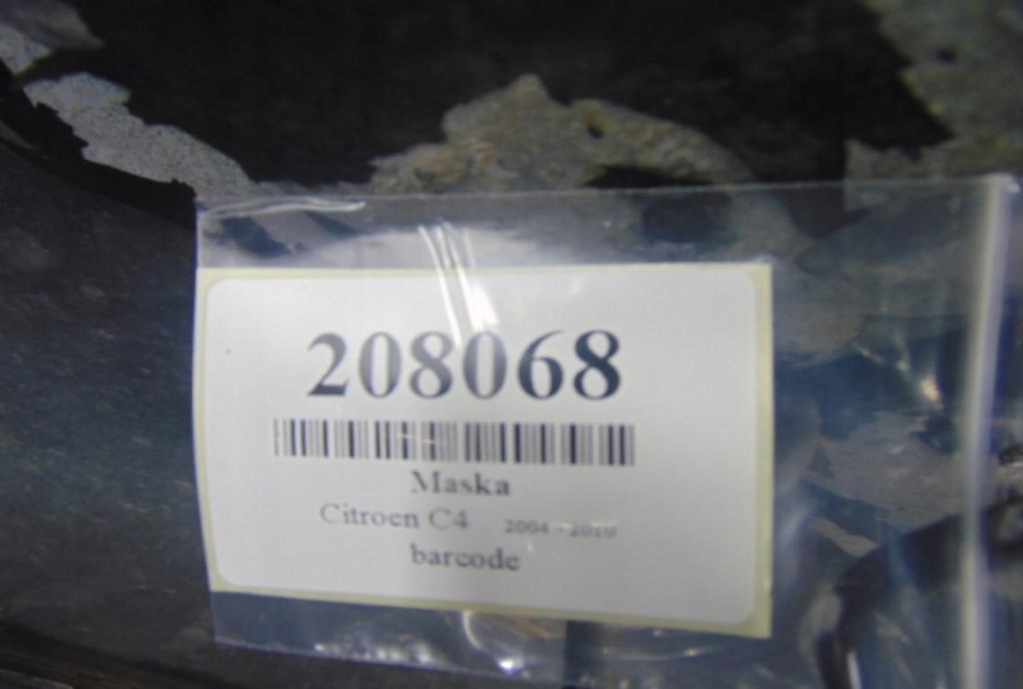 208068
Maska
Citroen C4 2004 - 2010
barcode